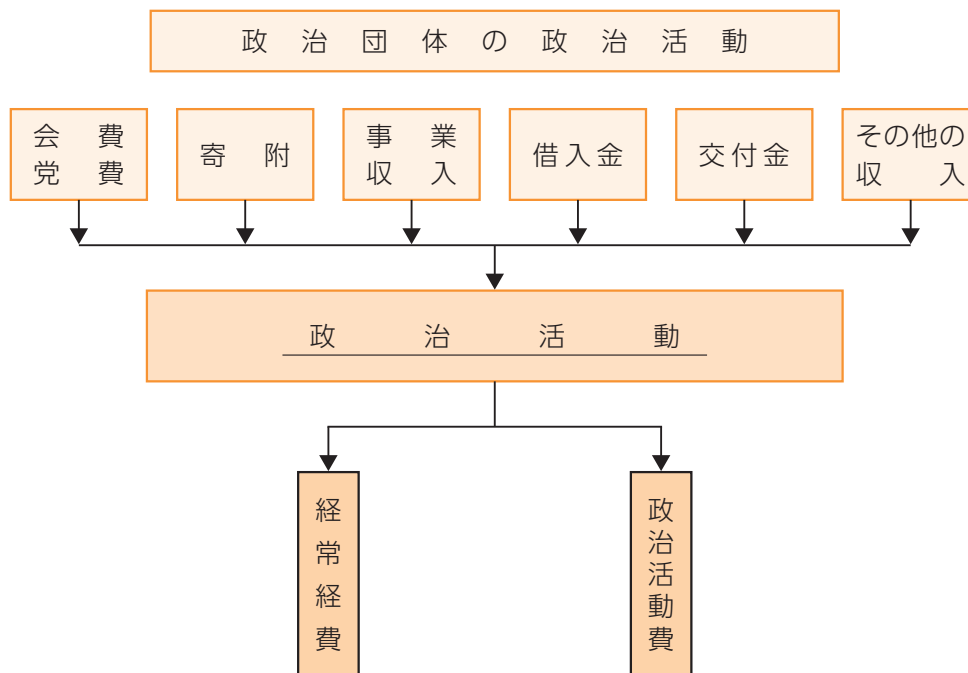 政治団体の政治活動
会費
党費
寄附
事業
収入
借入金
交付金
その他の
収入
政治活動
経常経費
政治活動費